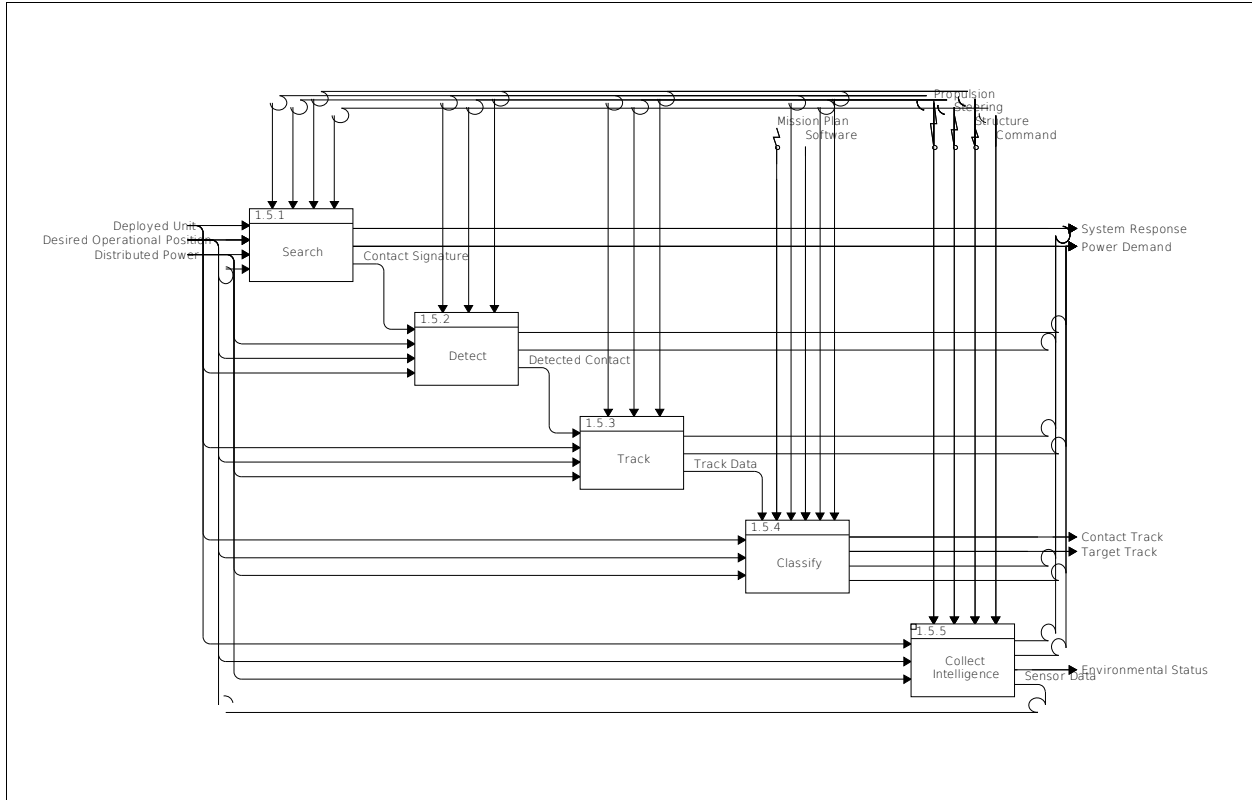 Propulsion
Steering
Mission Plan
Structure
Software
Command
1.5.1
Deployed Unit
Desired Operational Position
Distributed Power
Search
System Response
Power Demand
Contact Signature
1.5.2
Detect
Detected Contact
1.5.3
Track
Track Data
1.5.4
Classify
Contact Track
Target Track
1.5.5
Collect
Intelligence
Environmental Status
Sensor Data